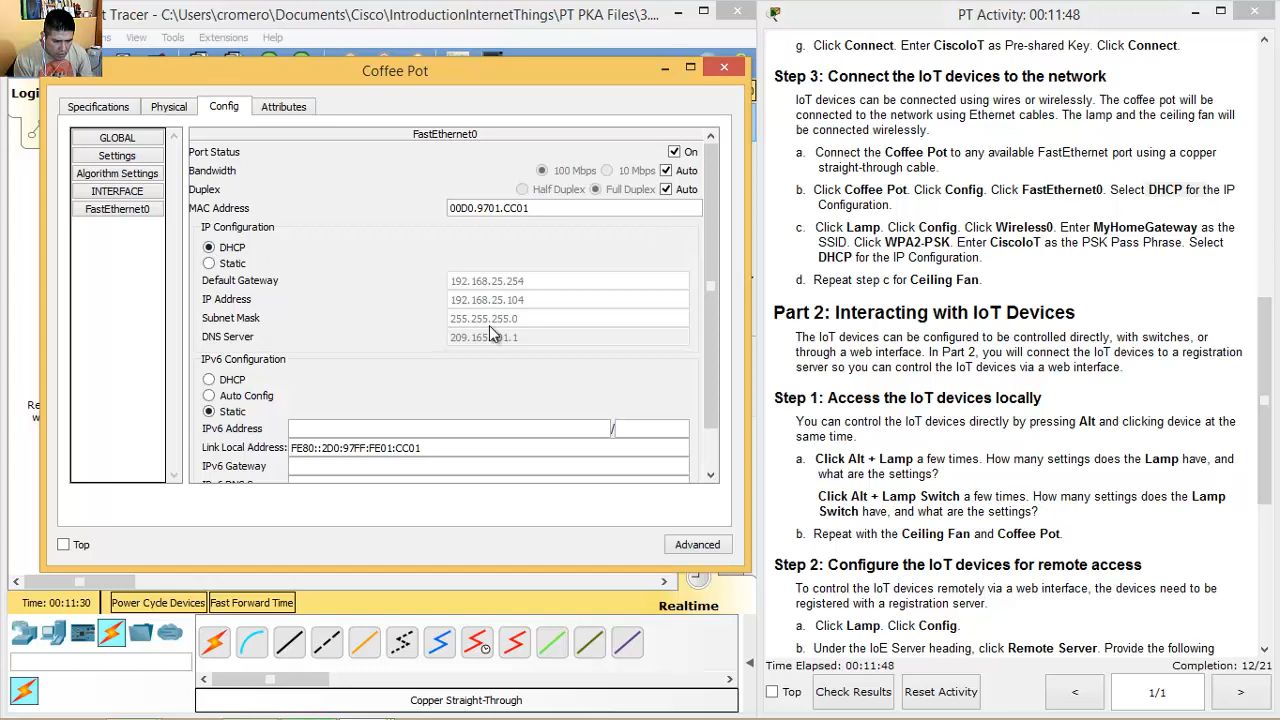 t Tracer - C:\Users\cromero\Documents\Cisco\IntroductionInternetThings\PT PKA Files\3....
View Tools Extensions Help
Logi
Coffee Pot
Specifications Physical Config Attributes
GLOBAL
Settings
Algorithm Settings
INTERFACE
FastEthernet0
FastEthernet0
Port Status On
Bandwidth 100 Mbps 10 Mbps Auto
Duplex Half Duplex Full Duplex Auto
MAC Address 00D0.9701.CC01
IP Configuration
DHCP
Static
Default Gateway 192.168.25.254
IP Address 192.168.25.104
Subnet Mask 255.255.255.0
DNS Server
IPv6 Configuration
DHCP
Auto Config
Static
IPv6 Address /
Link Local Address: FE80::2D0:97FF:FE01:CC01
IPv6 Gateway
Top Advanced
Re
w
Time: 00:11:30 Power Cycle Devices Fast Forward Time
Realtime
Copper Straight-Through
PT Activity: 00:11:48
g. Click Connect. Enter CiscoIoT as Pre-shared Key. Click Connect.
Step 3: Connect the IoT devices to the network
IoT devices can be connected using wires or wirelessly. The coffee pot will be
connected to the network using Ethernet cables. The lamp and the ceiling fan will
be connected wirelessly.
a. Connect the Coffee Pot to any available FastEthernet port using a copper
straight-through cable.
b. Click Coffee Pot. Click Config. Click FastEthernet0. Select DHCP for the IP
Configuration.
c. Click Lamp. Click Config. Click Wireless0. Enter MyHomeGateway as the
SSID. Click WPA2-PSK. Enter CiscoIoT as the PSK Pass Phrase. Select
DHCP for the IP Configuration.
d. Repeat step c for Ceiling Fan.
Part 2: Interacting with IoT Devices
The IoT devices can be configured to be controlled directly, with switches, or
through a web interface. In Part 2, you will connect the IoT devices to a registration
server so you can control the IoT devices via a web interface.
Step 1: Access the IoT devices locally
You can control the IoT devices directly by pressing Alt and clicking device at the
same time.
a. Click Alt + Lamp a few times. How many settings does the Lamp have, and
what are the settings?
Click Alt + Lamp Switch a few times. How many settings does the Lamp
Switch have, and what are the settings?
b. Repeat with the Ceiling Fan and Coffee Pot.
Step 2: Configure the IoT devices for remote access
To control the IoT devices remotely via a web interface, the devices need to be
registered with a registration server.
a. Click Lamp. Click Config.
b. Under the IoE Server heading, click Remote Server. Provide the following
Time Elapsed: 00:11:48 Completion: 12/21
Top Check Results Reset Activity < 1/1 >